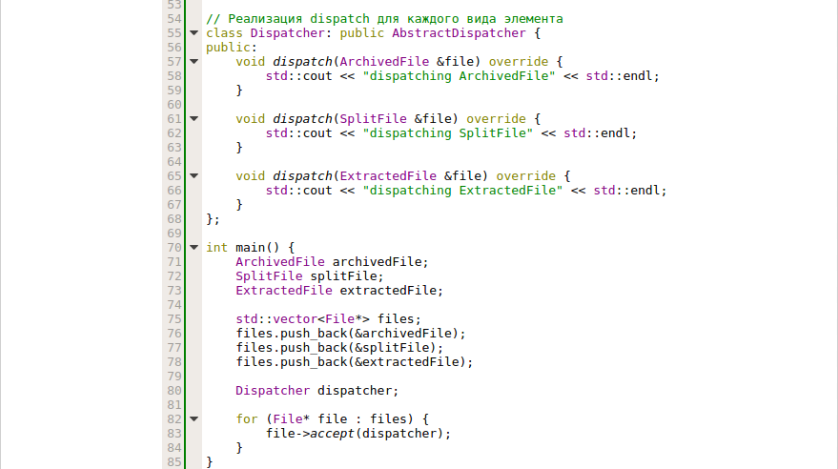 53
54 // Реализация dispatch для каждого вида элемента
55 class Dispatcher: public AbstractDispatcher {
56 public:
57     void dispatch(ArchivedFile &file) override {
58         std::cout << "dispatching ArchivedFile" << std::endl;
59     }
60
61     void dispatch(SplitFile &file) override {
62         std::cout << "dispatching SplitFile" << std::endl;
63     }
64
65     void dispatch(ExtractedFile &file) override {
66         std::cout << "dispatching ExtractedFile" << std::endl;
67     }
68 };
69
70 int main() {
71     ArchivedFile archivedFile;
72     SplitFile splitFile;
73     ExtractedFile extractedFile;
74
75     std::vector<File*> files;
76     files.push_back(&archivedFile);
77     files.push_back(&splitFile);
78     files.push_back(&extractedFile);
79
80     Dispatcher dispatcher;
81
82     for (File* file : files) {
83         file->accept(dispatcher);
84     }
85 }